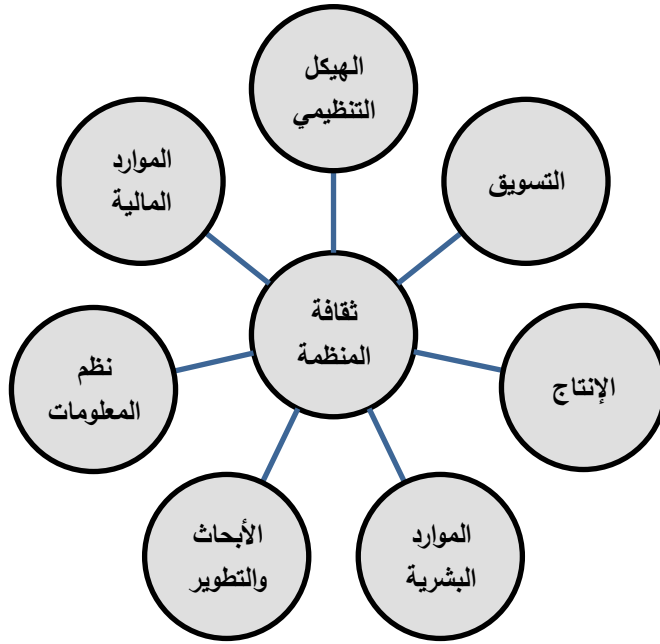 الهيكل
التنظيمي
التسويق
الموارد
المالية
ثقافة
المنظمة
الإنتاج
نظم
المعلومات
الموارد
البشرية
الأبحاث
والتطوير